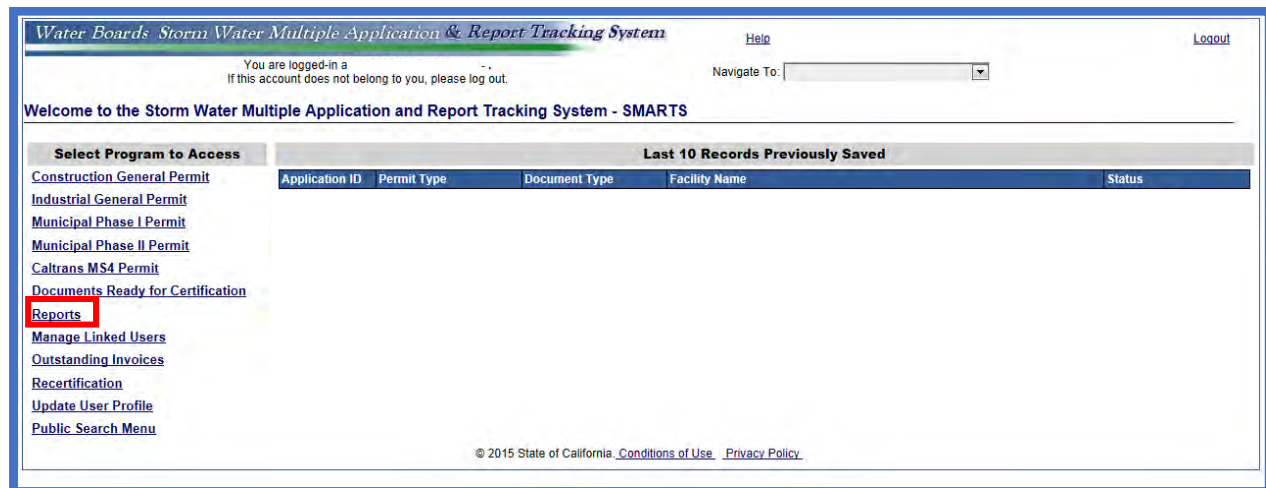 Water Boards Storm Water Multiple Application & Report Tracking System
Help
Logout
You are logged-in a - .
If this account does not belong to you, please log out.
Navigate To:
Welcome to the Storm Water Multiple Application and Report Tracking System - SMARTS
Select Program to Access
Last 10 Records Previously Saved
Application ID Permit Type Document Type Facility Name Status
Construction General Permit
Industrial General Permit
Municipal Phase I Permit
Municipal Phase II Permit
Caltrans MS4 Permit
Documents Ready for Certification
Reports
Manage Linked Users
Outstanding Invoices
Recertification
Update User Profile
Public Search Menu
© 2015 State of California. Conditions of Use Privacy Policy